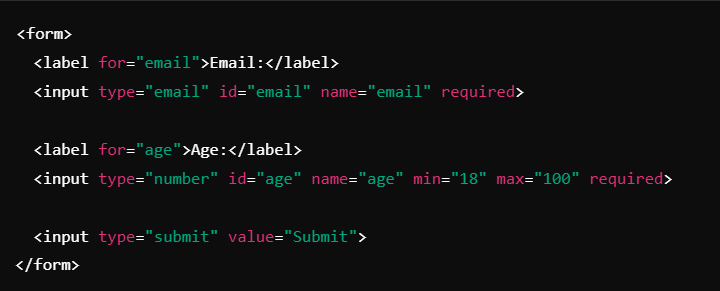 <form>
  <label for="email">Email:</label>
  <input type="email" id="email" name="email" required>

  <label for="age">Age:</label>
  <input type="number" id="age" name="age" min="18" max="100" required>

  <input type="submit" value="Submit">
</form>